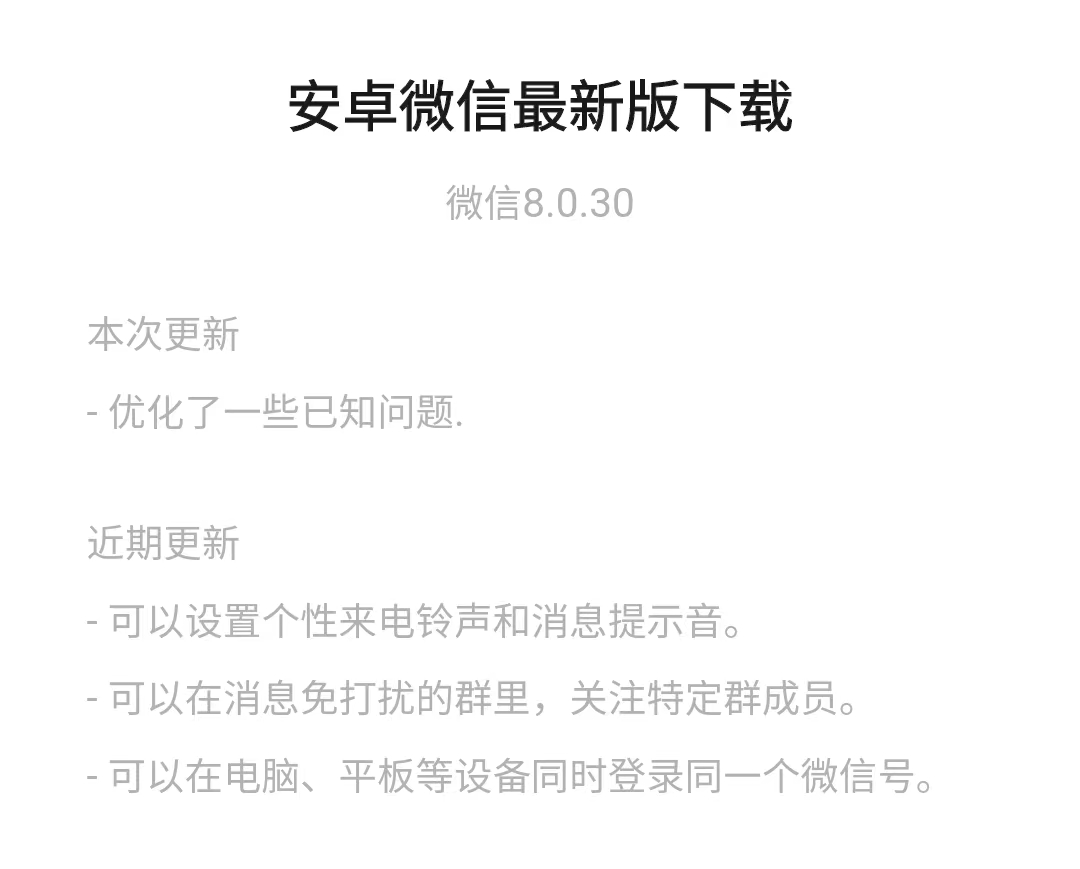 安卓微信最新版下载
微信8.0.30
本次更新
- 优化了一些已知问题.
近期更新
- 可以设置个性来电铃声和消息提示音。
- 可以在消息免打扰的群里，关注特定群成员。
- 可以在电脑、平板等设备同时登录同一个微信号。